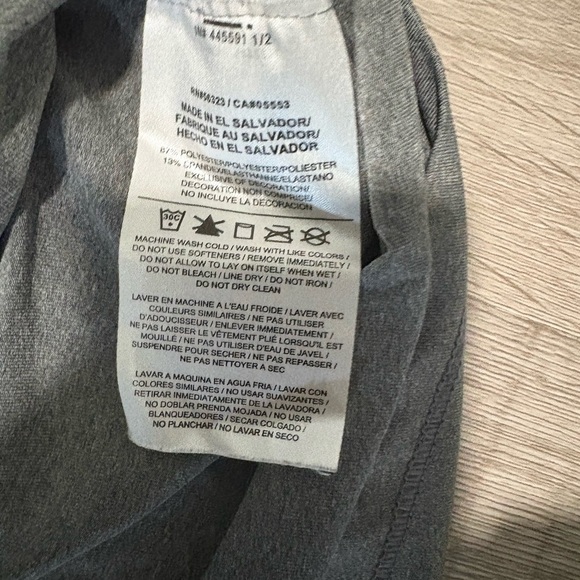 IN# 445591 1/2
RN#56323 / CA#05553
MADE IN EL SALVADOR/
FABRIQUE AU SALVADOR/
HECHO EN EL SALVADOR
87% POLYESTER/POLYESTER/POLIESTER
13% SPANDEX/ELASTHANNE/ELASTANO
EXCLUSIVE OF DECORATION/
DECORATION NON COMPRISE/
NO INCLUYE LA DECORACION
30C
MACHINE WASH COLD / WASH WITH LIKE COLORS /
DO NOT USE SOFTENERS / REMOVE IMMEDIATELY /
DO NOT ALLOW TO LAY ON ITSELF WHEN WET /
DO NOT BLEACH / LINE DRY / DO NOT IRON /
DO NOT DRY CLEAN
LAVER EN MACHINE A L'EAU FROIDE / LAVER AVEC
COULEURS SIMILAIRES / NE PAS UTILISER
D'ADOUCISSEUR / ENLEVER IMMEDIATEMENT /
NE PAS LAISSER LE VÊTEMENT PLIÉ LORSQU'IL EST
MOUILLÉ / NE PAS UTILISER D'EAU DE JAVEL /
SUSPENDRE POUR SECHER / NE PAS REPASSER /
NE PAS NETTOYER A SEC
LAVAR A MAQUINA EN AGUA FRIA / LAVAR CON
COLORES SIMILARES / NO USAR SUAVIZANTES /
RETIRAR INMEDIATAMENTE DE LA LAVADORA /
NO DOBLAR PRENDA MOJADA / NO USAR
BLANQUEADORES / SECAR COLGADO /
NO PLANCHAR / NO LAVAR EN SECO